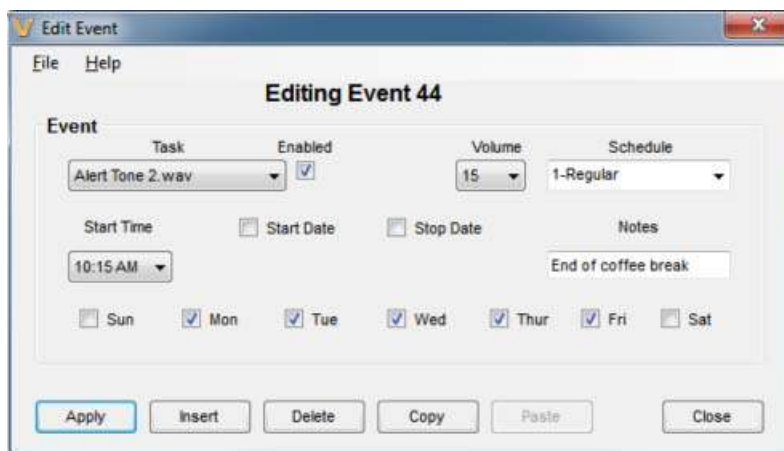 Edit Event
File Help
Editing Event 44
Event
Task Enabled Volume Schedule
Alert Tone 2.wav 15 1-Regular
Start Time Start Date Stop Date Notes
10:15 AM End of coffee break
Sun Mon Tue Wed Thur Fri Sat
Apply Insert Delete Copy Paste Close